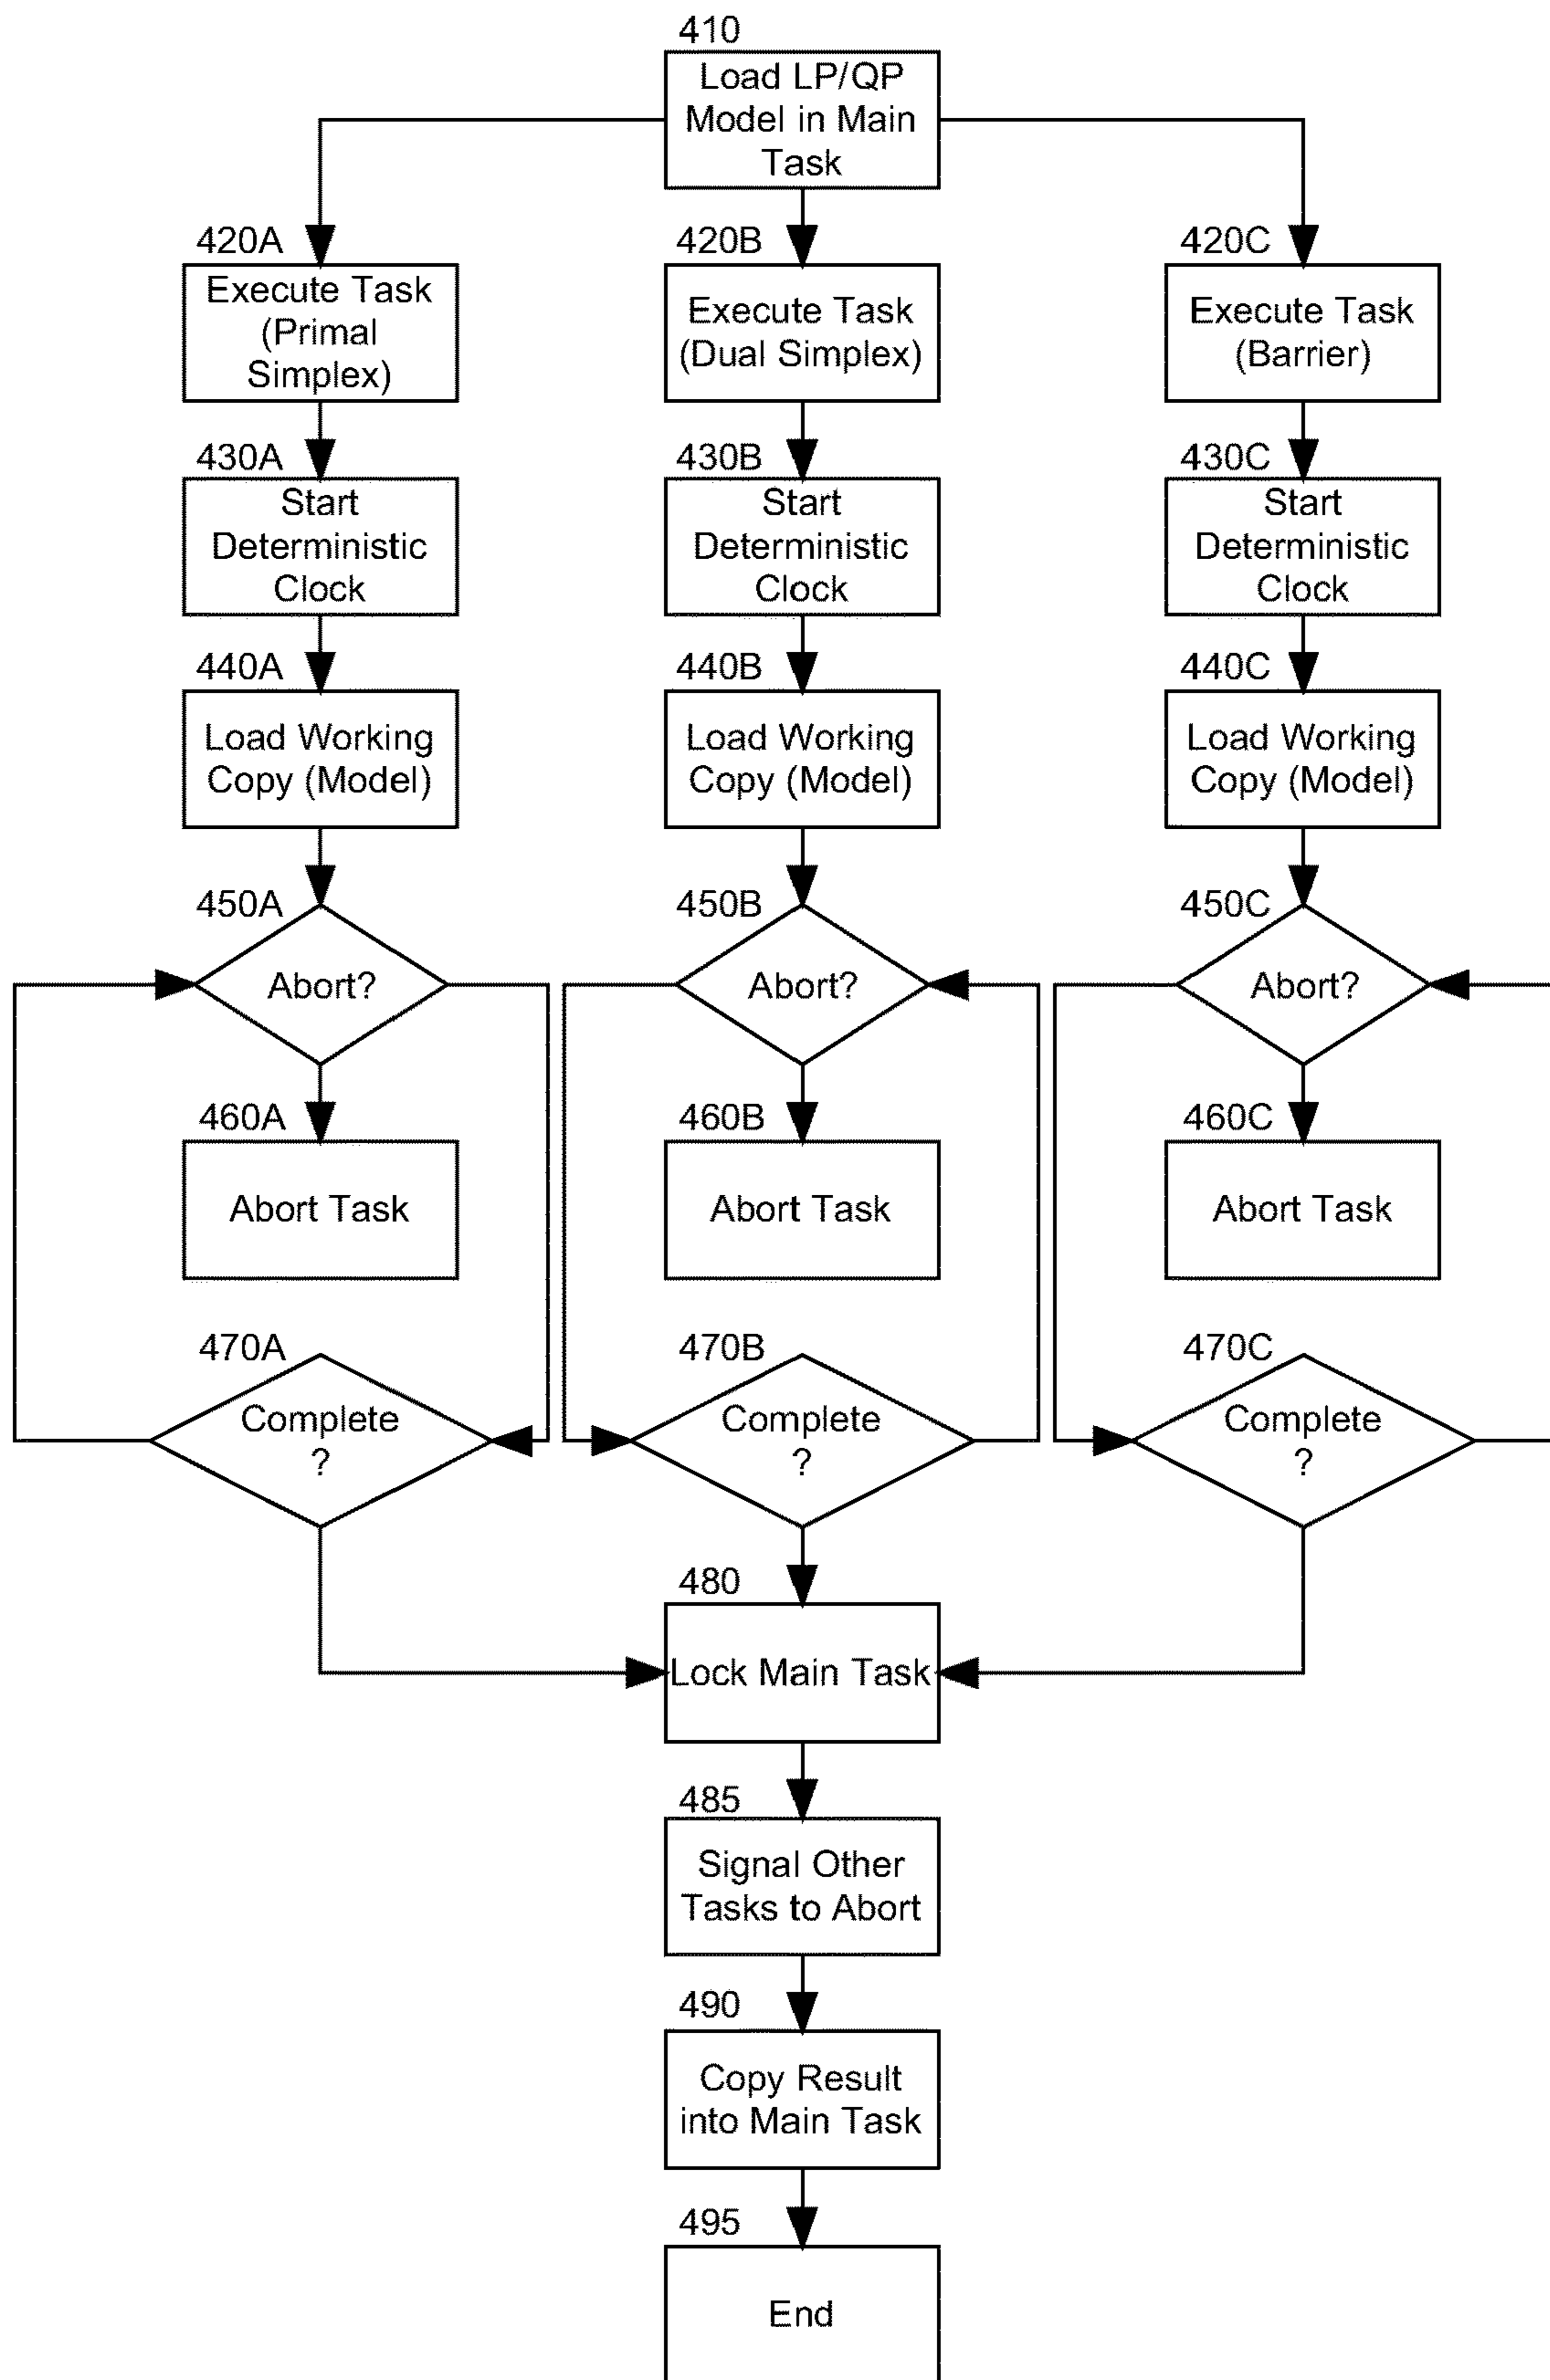 410
Load LP/QP
Model in Main
Task
420A
Execute Task
(Primal
Simplex)
420B
Execute Task
(Dual Simplex)
420C
Execute Task
(Barrier)
430A
Start
Deterministic
Clock
430B
Start
Deterministic
Clock
430C
Start
Deterministic
Clock
440A
Load Working
Copy (Model)
440B
Load Working
Copy (Model)
440C
Load Working
Copy (Model)
450A
Abort?
450B
Abort?
450C
Abort?
460A
Abort Task
460B
Abort Task
460C
Abort Task
470A
Complete
?
470B
Complete
?
470C
Complete
?
480
Lock Main Task
485
Signal Other
Tasks to Abort
490
Copy Result
into Main Task
495
End